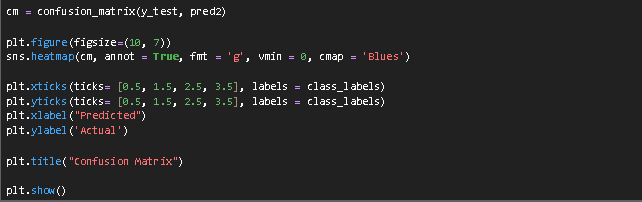 cm = confusion_matrix(y_test, pred2)
plt.figure(figsize=(10, 7))
sns.heatmap(cm, annot = True, fmt = 'g', vmin = 0, cmap = 'Blues')
plt.xticks(ticks= [0.5, 1.5, 2.5, 3.5], labels = class_labels)
plt.yticks(ticks= [0.5, 1.5, 2.5, 3.5], labels = class_labels)
plt.xlabel("Predicted")
plt.ylabel('Actual')
plt.title("Confusion Matrix")
plt.show()